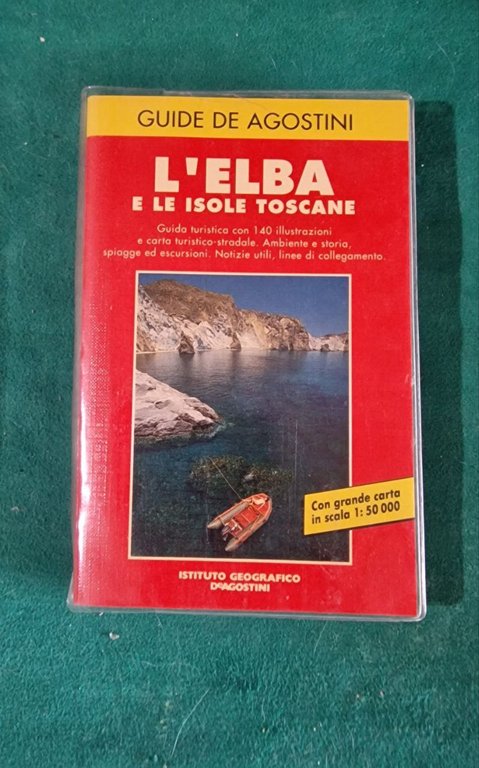 GUIDE DE AGOSTINI
L'ELBA
E LE ISOLE TOSCANE
Guida turistica con 140 illustrazioni
e carta turistico-stradale. Ambiente e storia,
spiagge ed escursioni. Notizie utili, linee di collegamento.
Con grande carta
in scala 1:50 000
ISTITUTO GEOGRAFICO
DeAGOSTINI